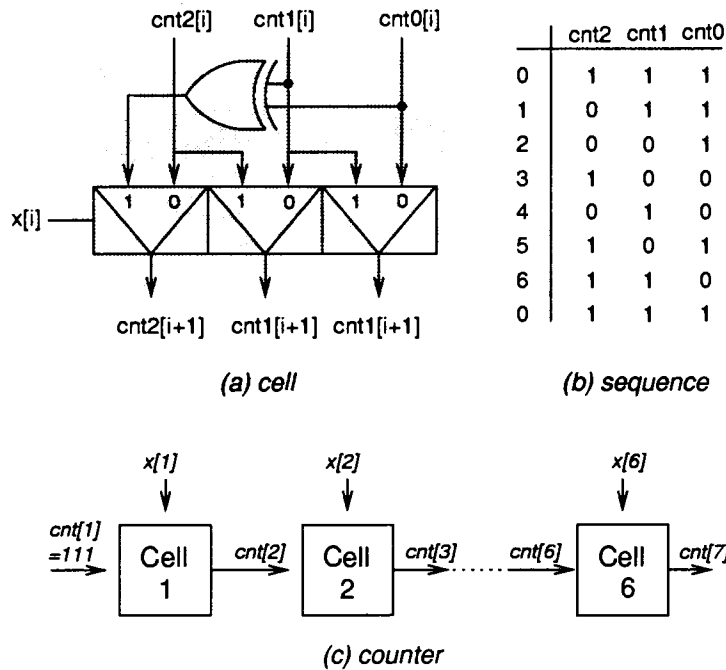 cnt2[i] cnt1[i] cnt0[i]
1 0 1 0 1 0
x[i]
cnt2[i+1] cnt1[i+1] cnt1[i+1]
(a) cell
cnt2 cnt1 cnt0
0 1 1 1
1 0 1 1
2 0 0 1
3 1 0 0
4 0 1 0
5 1 0 1
6 1 1 0
0 1 1 1
(b) sequence
x[1] x[2] x[6]
cnt[1]
=111
Cell
1
cnt[2]
Cell
2
cnt[3]
cnt[6]
Cell
6
cnt[7]
(c) counter